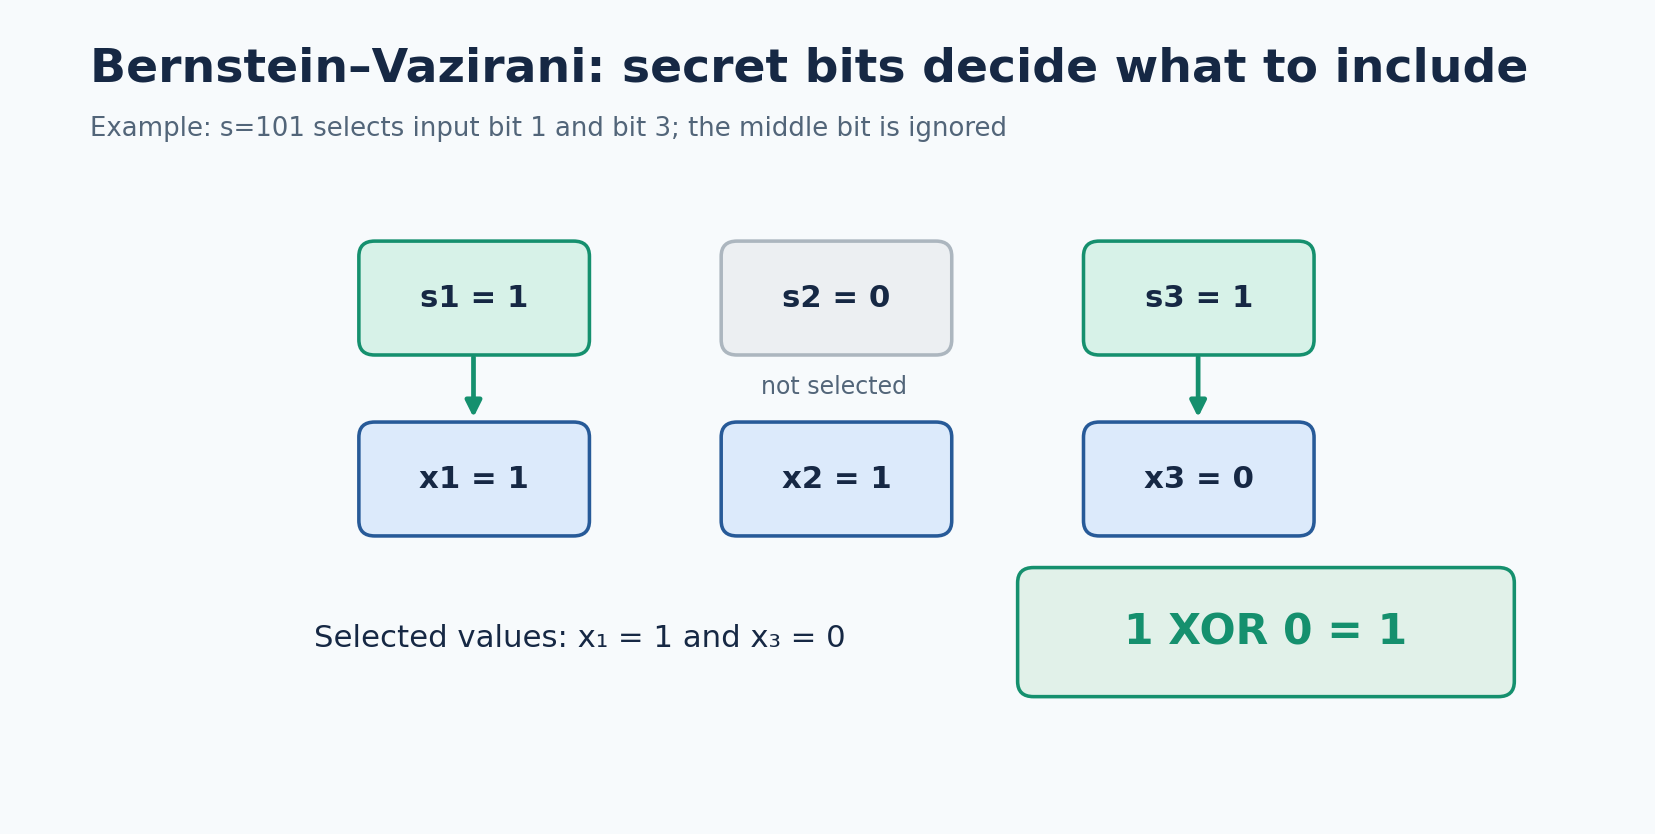 Bernstein–Vazirani: secret bits decide what to include
Example: s=101 selects input bit 1 and bit 3; the middle bit is ignored
s1 = 1
s2 = 0
s3 = 1
not selected
x1 = 1
x2 = 1
x3 = 0
Selected values: x₁ = 1 and x₃ = 0
1 XOR 0 = 1